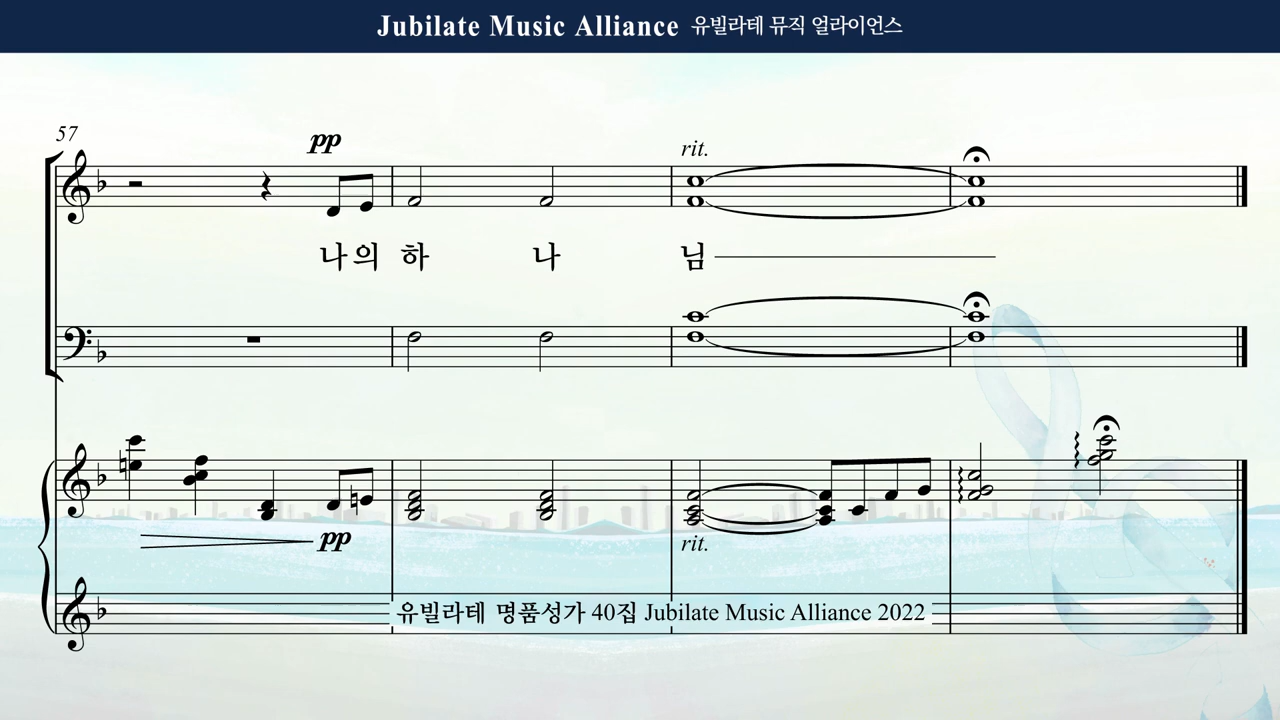 Jubilate Music Alliance 유빌라테 뮤직 얼라이언스
57
pp
rit.
나의 하 나 님
pp
rit.
유빌라테 명품성가 40집 Jubilate Music Alliance 2022